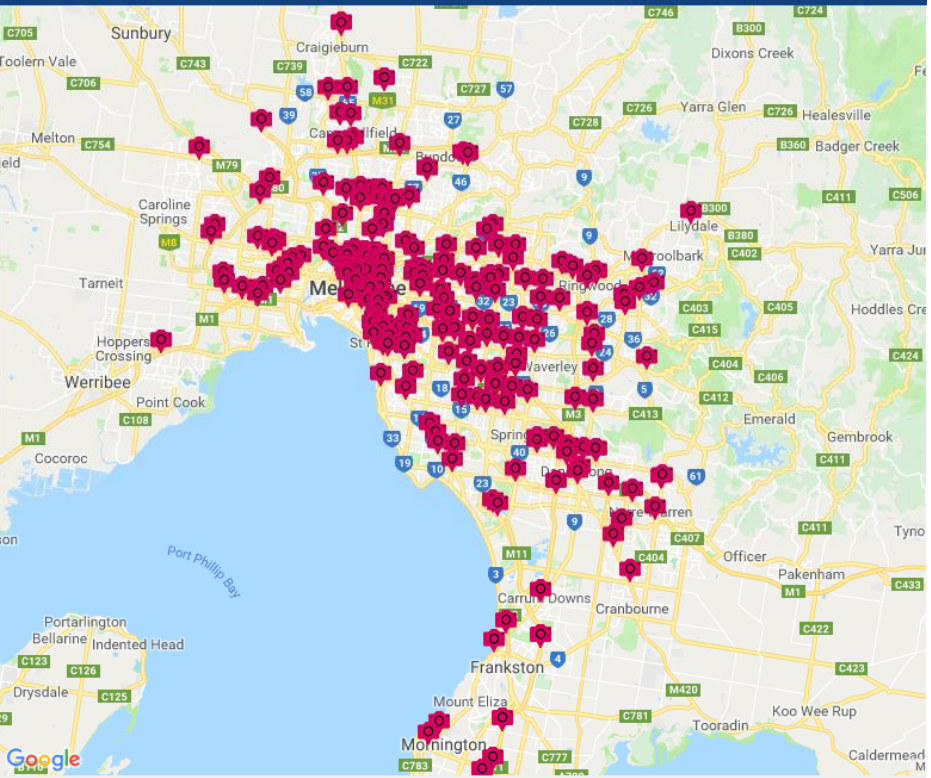 C705
Sunbury
C746
C724
B300
Craigieburn
Toolern Vale
C743
C739
C722
Dixons Creek
C706
58
M31
C727
57
39
Yarra Glen
C726
C726
Healesville
27
C728
Melton
C754
B360
Badger Creek
M79
46
9
C411
C506
Caroline
Springs
B300
Lilydale
M8
9
B380
C402
Tarneit
Ringwood
M1
32
23
32
C403
C405
28
Hoddles Cre
C415
26
36
Hoppers
Crossing
24
C424
C404
Werribee
C406
18
5
Point Cook
C412
15
C108
M3
C413
Emerald
M1
33
Gembrook
40
C411
Cocoroc
19
10
23
61
9
C411
C407
Port Phillip
Bay
M11
C404
Officer
3
Pakenham
C433
M1
Cranbourne
Portarlington
C422
Bellarine
Indented Head
C123
4
C423
C126
Frankston
Drysdale
M420
C125
Mount Eliza
C781
Koo Wee Rup
Tooradin
Mornington
Google
C783
C777
Caldermead